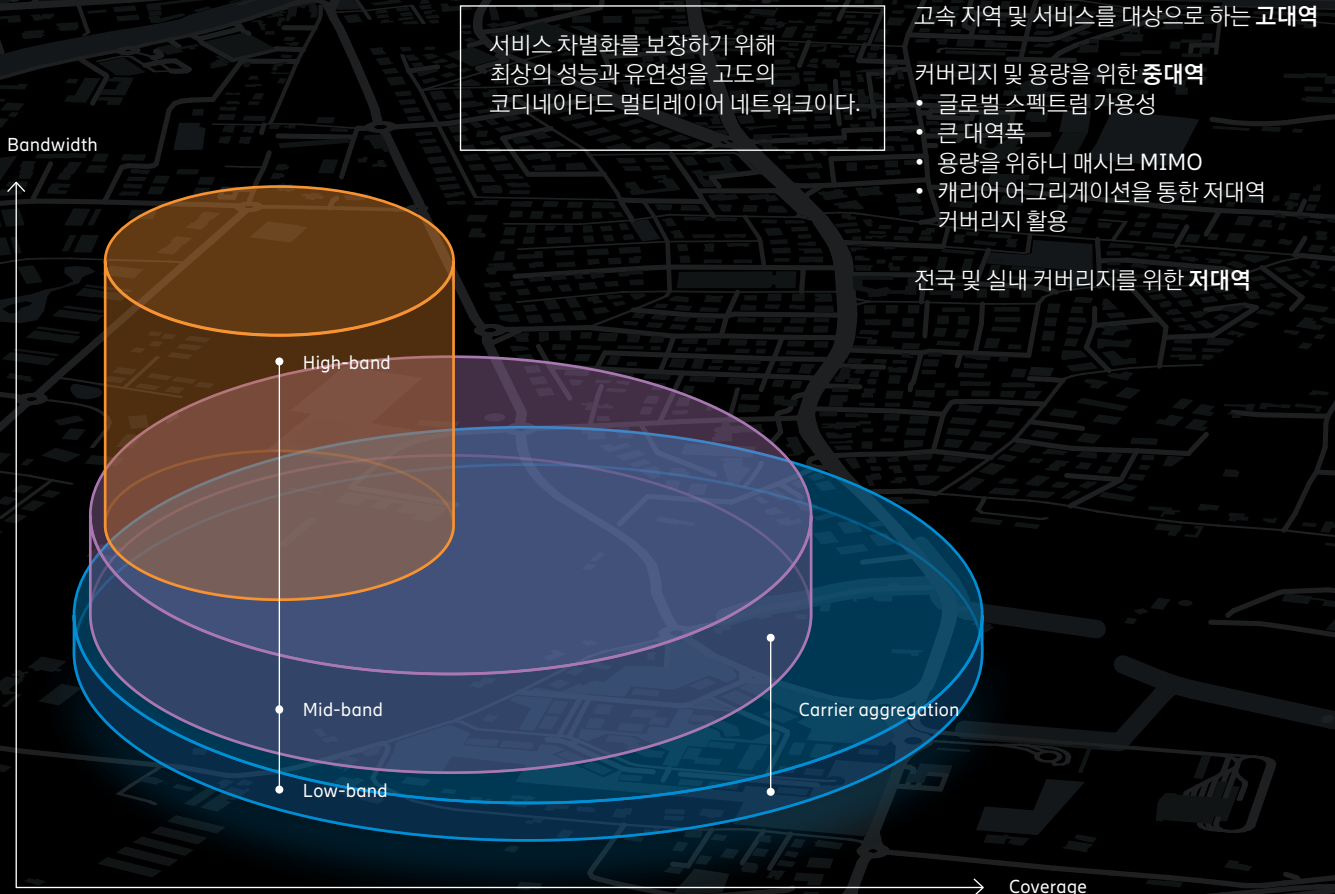 서비스 차별화를 보장하기 위해
최상의 성능과 유연성을 고도의
코디네이티드 멀티레이어 네트워크이다.
고속 지역 및 서비스를 대상으로 하는 고대역
커버리지 및 용량을 위한 중대역
• 글로벌 스펙트럼 가용성
• 큰 대역폭
• 용량을 위하니 매시브 MIMO
• 캐리어 어그리게이션을 통한 저대역
커버리지 활용
전국 및 실내 커버리지를 위한 저대역
Bandwidth
High-band
Mid-band
Carrier aggregation
Low-band
Coverage